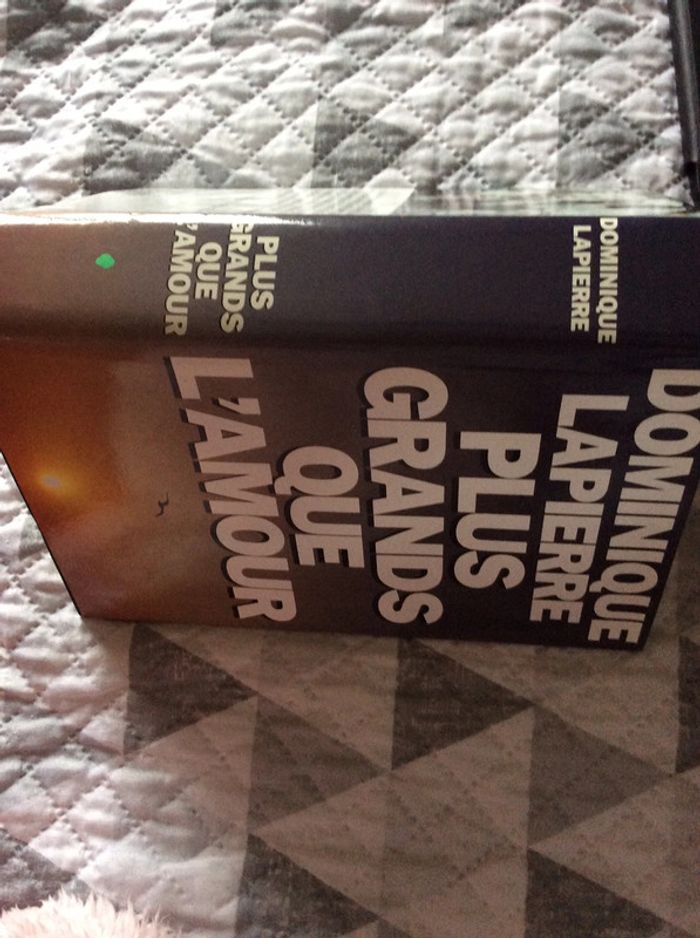 DOMINIQUE
LAPIERRE
PLUS
GRANDS
QUE
L'AMOUR
DOMINIQUE
LAPIERRE
PLUS
GRANDS
QUE
L'AMOUR